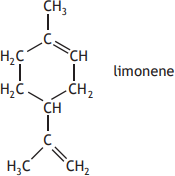 CH₃
C
H₂C CH
limonene
H₂C CH₂
CH
C
H₃C CH₂